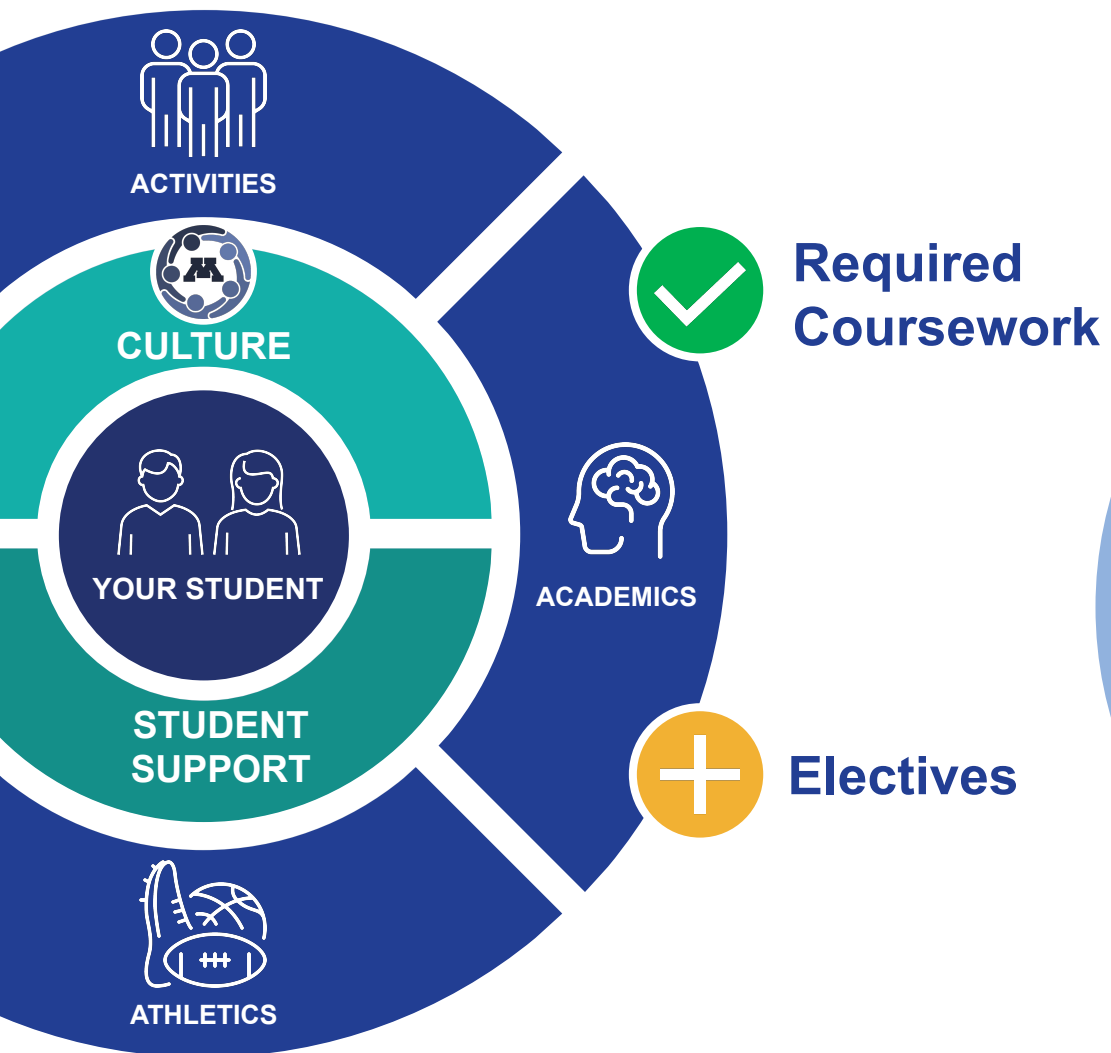 ACTIVITIES
M
CULTURE
YOUR STUDENT
STUDENT
SUPPORT
ATHLETICS
ACADEMICS
Required
Coursework
Electives